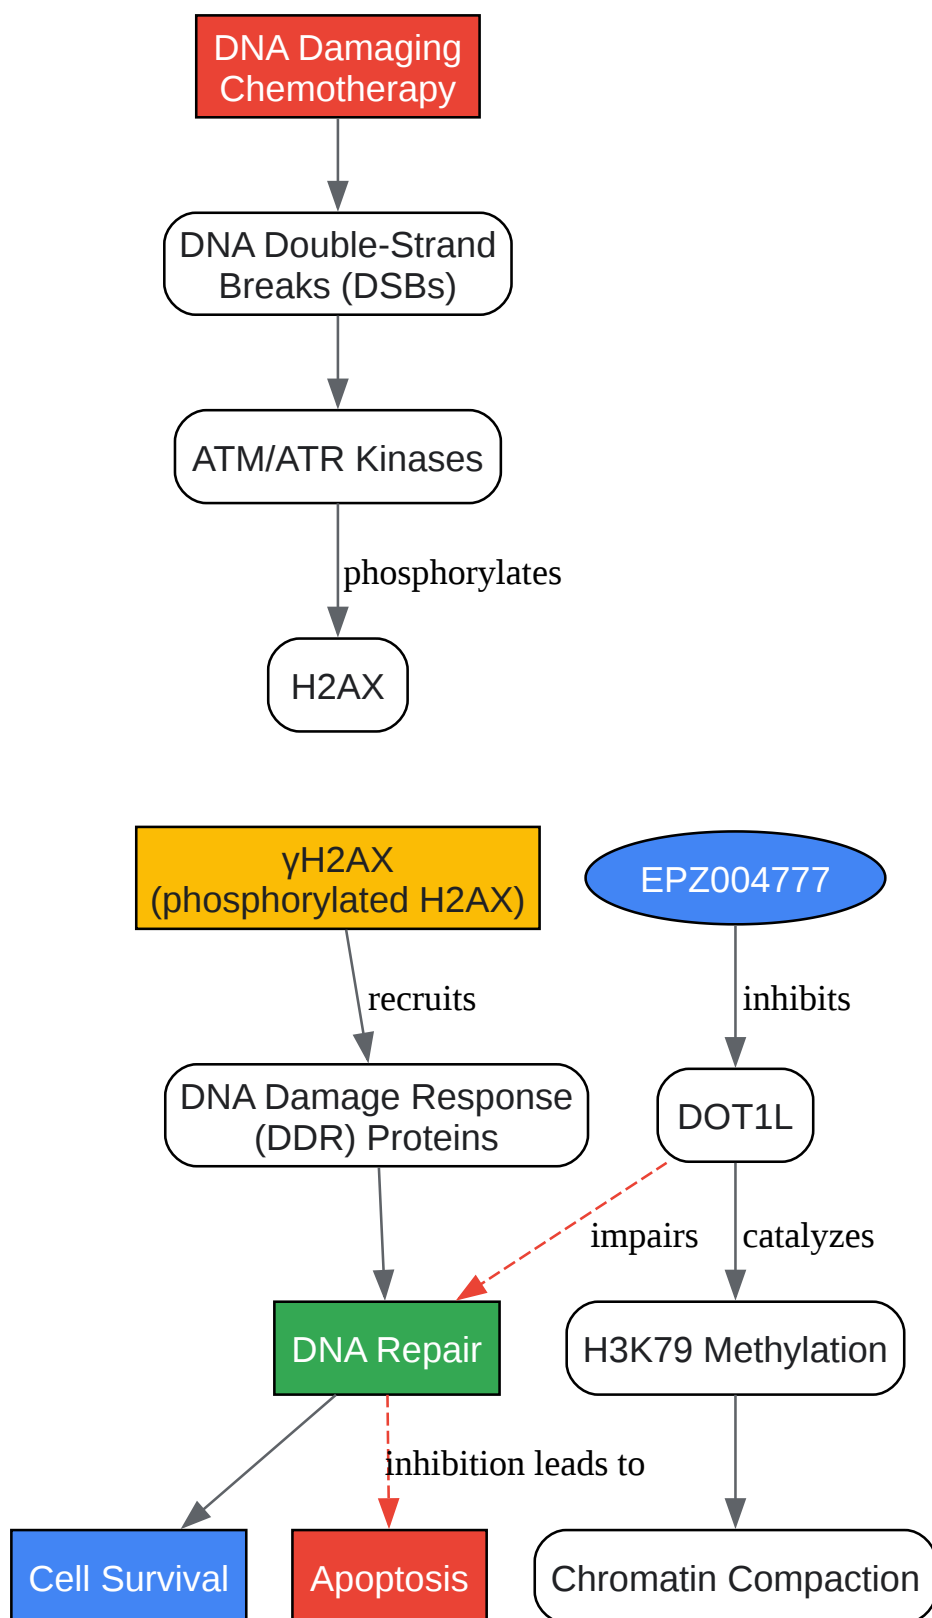 DNA Damaging
Chemotherapy
DNA Double-Strand
Breaks (DSBs)
ATM/ATR Kinases
phosphorylates
H2AX
γH2AX
(phosphorylated H2AX)
EPZ004777
recruits
inhibits
DNA Damage Response
(DDR) Proteins
DOT1L
impairs
catalyzes
DNA Repair
H3K79 Methylation
inhibition leads to
Cell Survival
Apoptosis
Chromatin Compaction